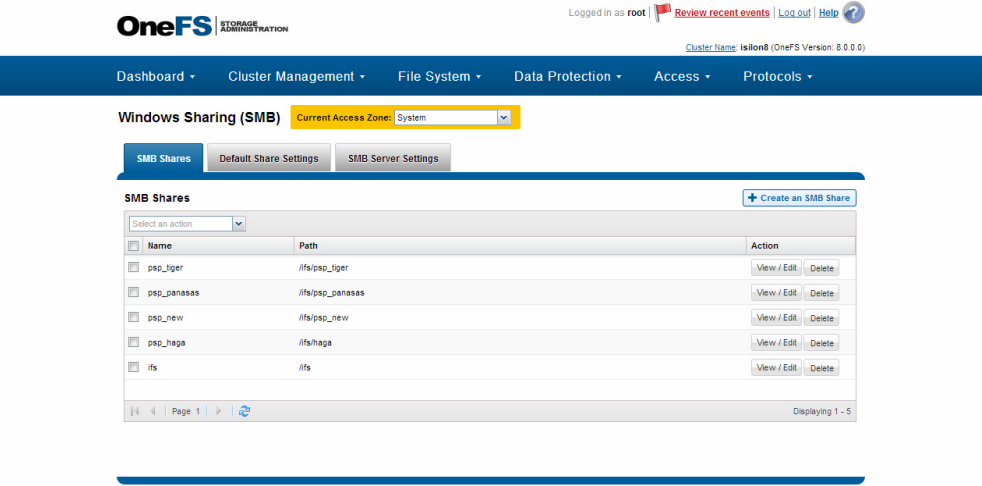 OneFS STORAGE ADMINISTRATION
Logged in as root | Review recent events | Log out | Help
Cluster Name: isilon8 (OneFS Version: 8.0.0.0)
Dashboard Cluster Management File System Data Protection Access Protocols
Windows Sharing (SMB) Current Access Zone: System
SMB Shares Default Share Settings SMB Server Settings
SMB Shares + Create an SMB Share
Select an action
Name Path Action
psp_tiger /ifs/psp_tiger View / Edit Delete
psp_panasas /ifs/psp_panasas View / Edit Delete
psp_new /ifs/psp_new View / Edit Delete
psp_haga /ifs/haga View / Edit Delete
ifs /ifs View / Edit Delete
Page 1 Displaying 1 - 5